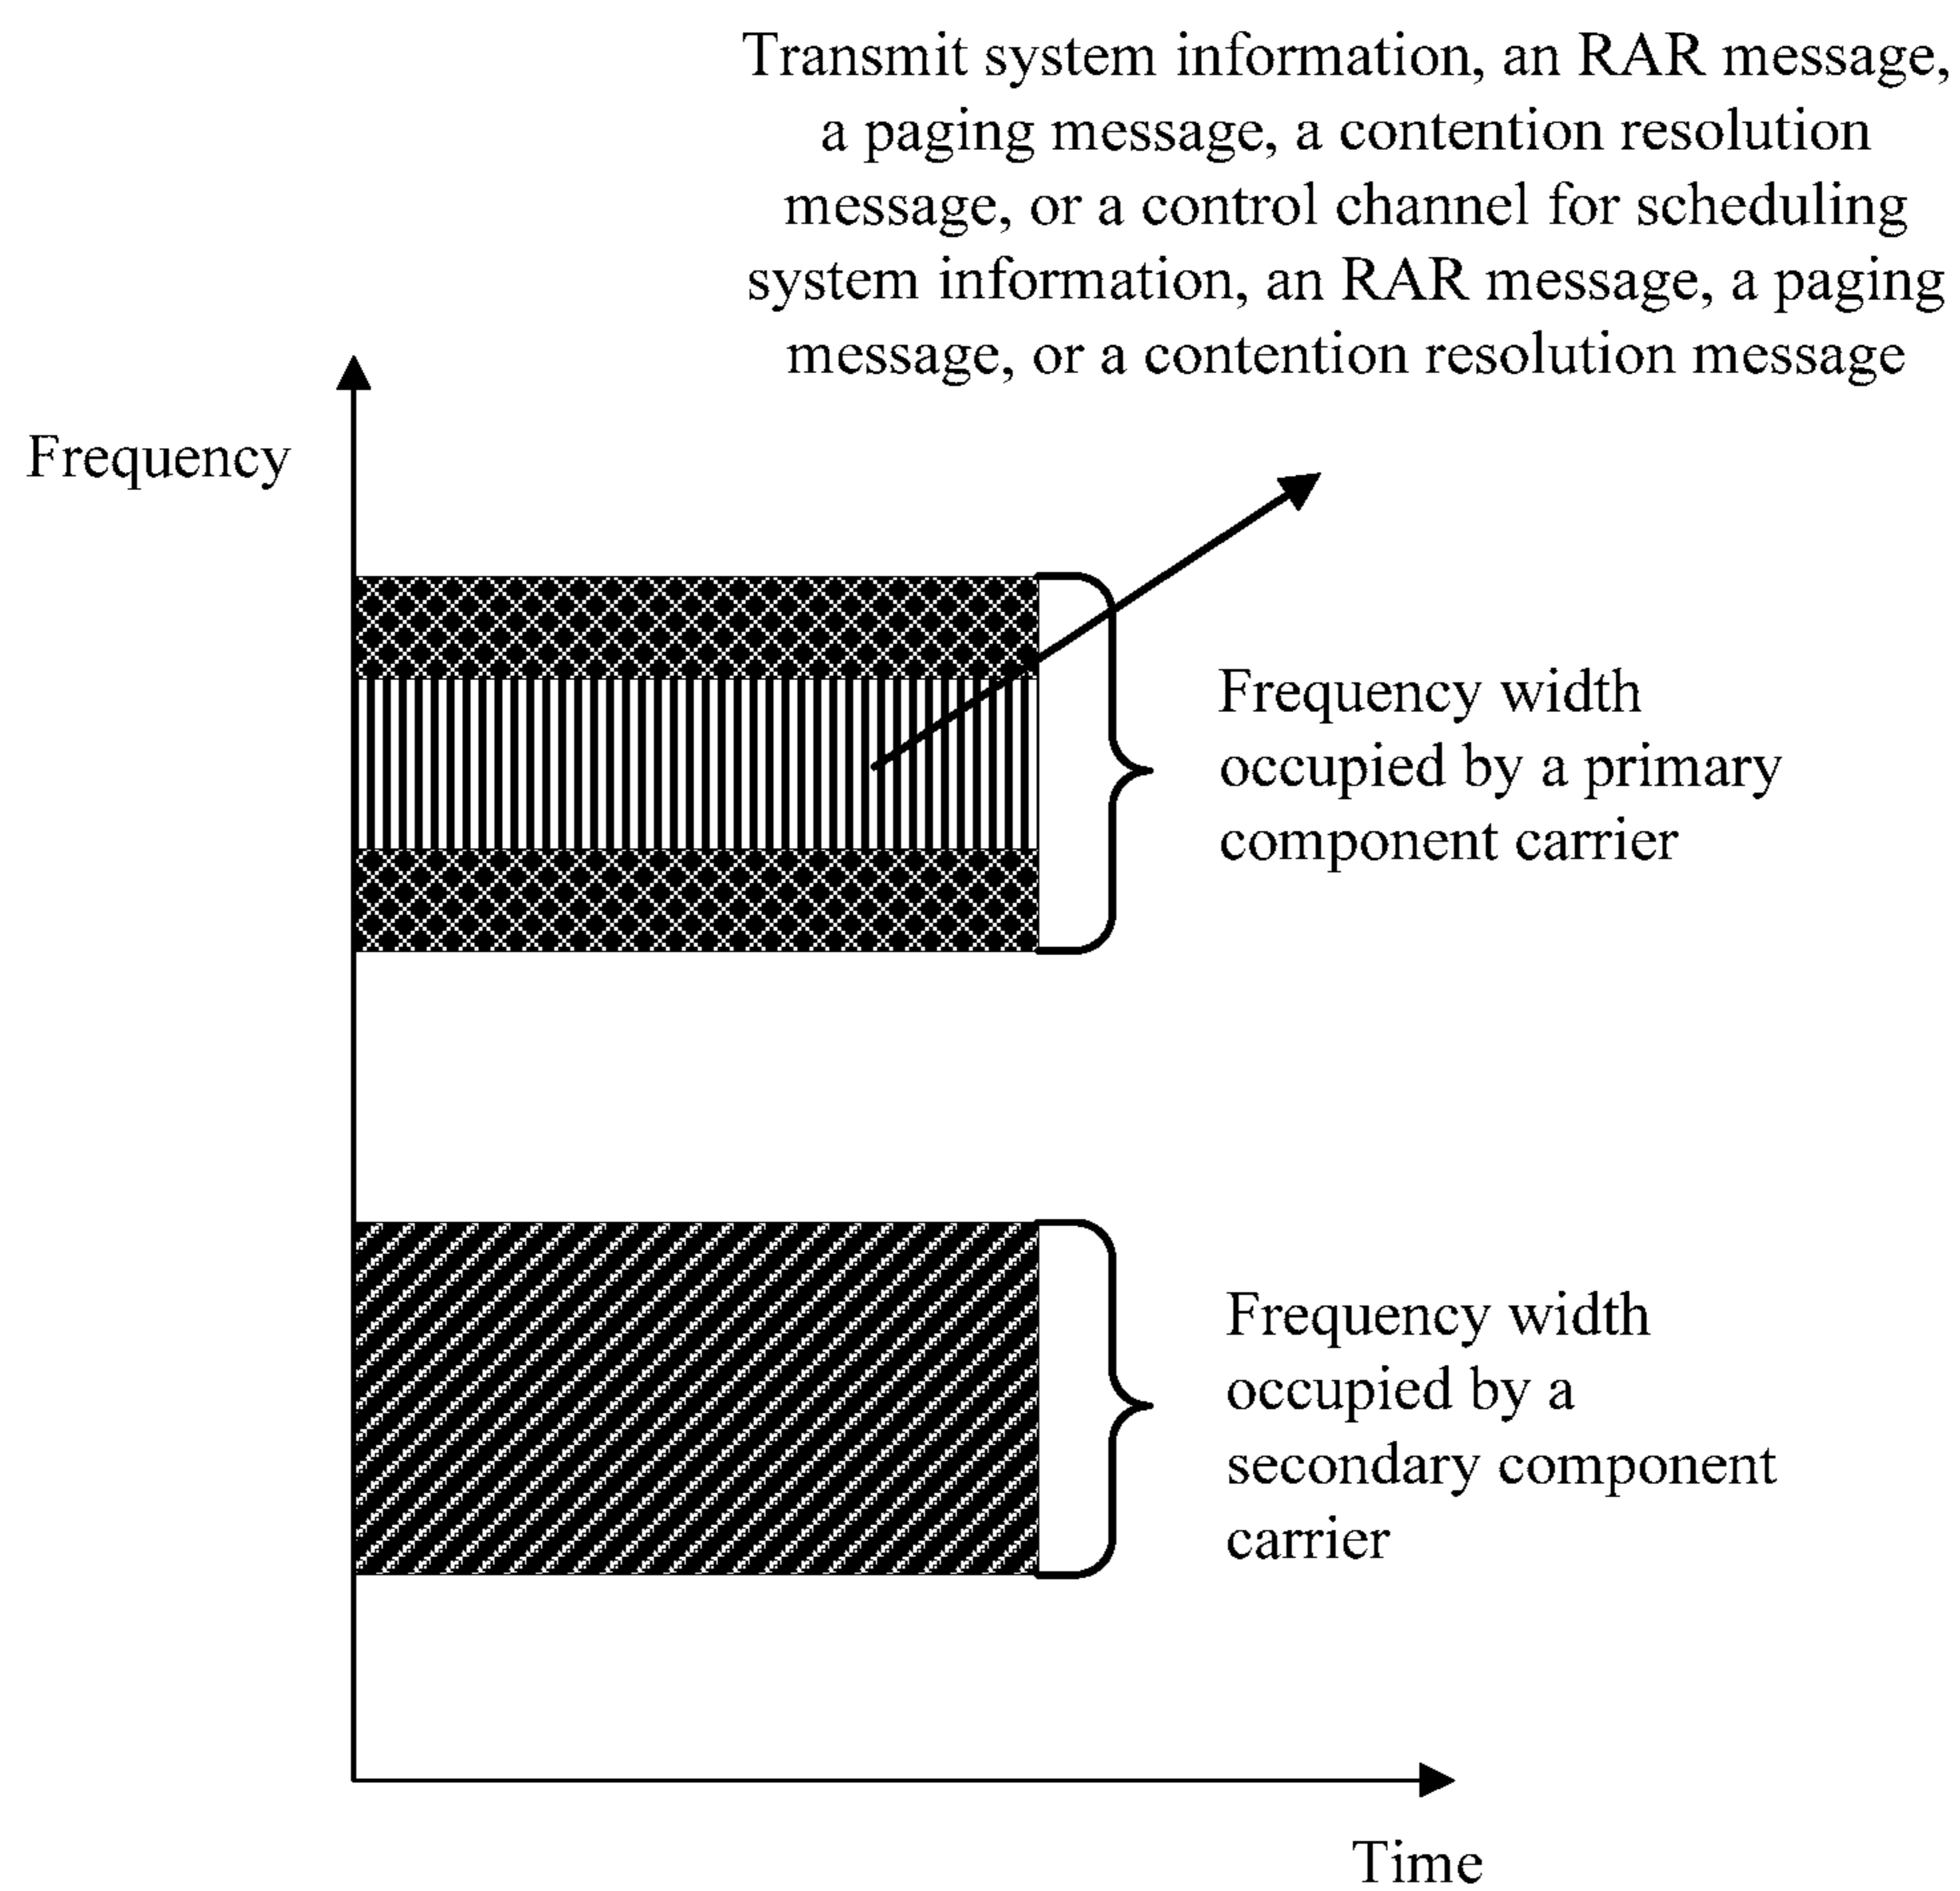 Transmit system information, an RAR message,
a paging message, a contention resolution
message, or a control channel for scheduling
system information, an RAR message, a paging
message, or a contention resolution message
Frequency
Frequency width
occupied by a primary
component carrier
Frequency width
occupied by a
secondary component
carrier
Time